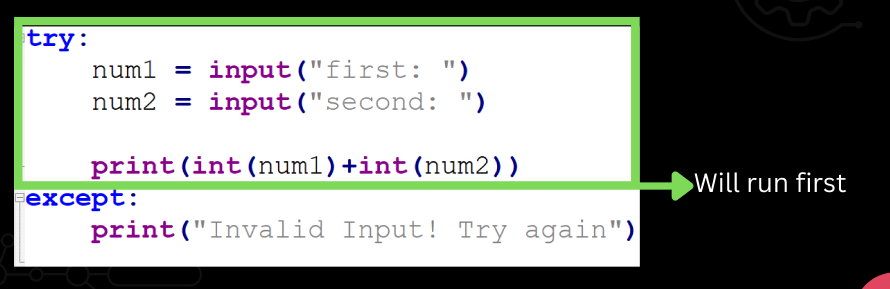 try:
    num1 = input("first: ")
    num2 = input("second: ")
    print(int(num1)+int(num2))
except:
    print("Invalid Input! Try again")
Will run first